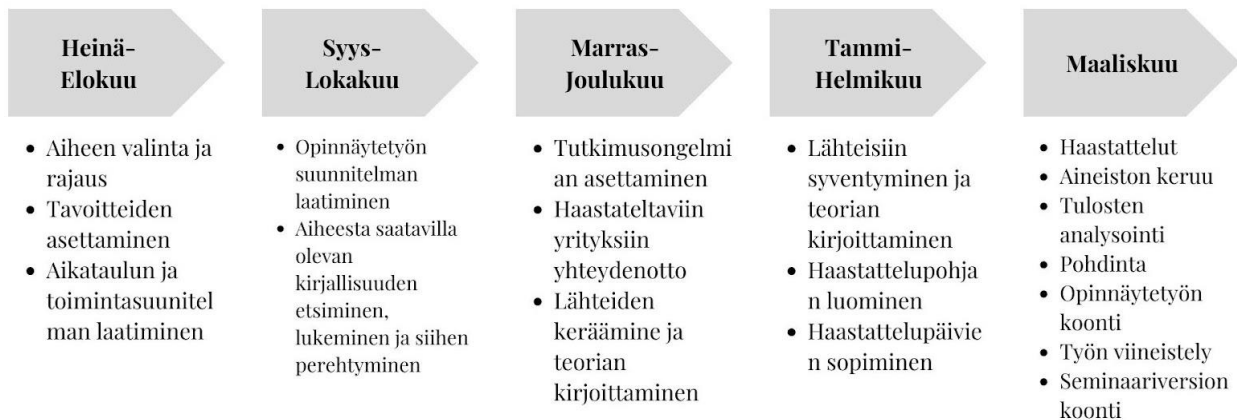 Heinä-
Elokuu
• Aiheen valinta ja
rajaus
• Tavoitteiden
asettaminen
• Aikataulun ja
toimintasuunitel
man laatiminen
Syys-
Lokakuu
• Opinnäytetyön
suunnitelman
laatiminen
• Aiheesta saatavilla
olevan
kirjallisuuden
etsiminen,
lukeminen ja siihen
perehtyminen
Marras-
Joulukuu
• Tutkimusongelmi
an asettaminen
• Haastateltaviin
yrityksiin
yhteydenotto
• Lähteiden
keräämine ja
teorian
kirjoittaminen
Tammi-
Helmikuu
• Lähteisiin
syventyminen ja
teorian
kirjoittaminen
• Haastattelupohja
n luominen
• Haastattelupäivie
n sopiminen
Maaliskuu
• Haastattelut
• Aineiston keruu
• Tulosten
analysointi
• Pohdinta
• Opinnäytetyön
koonti
• Työn viineistely
• Seminaariversion
koonti